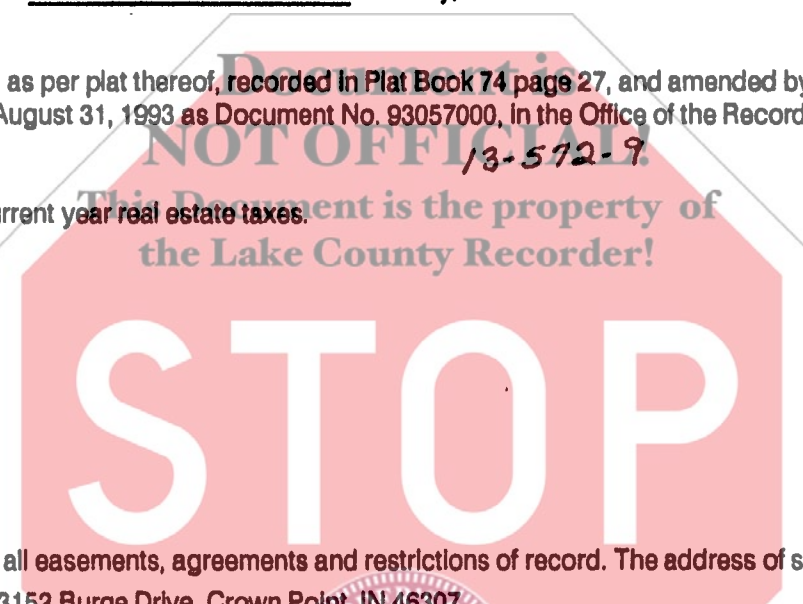 Document is
as per plat thereof, recorded in Plat Book 74 page 27, and amended by
August 31, 1993 as Document No. 93057000, in the Office of the Record
NOT OFFICIAL!
13-572-9
This Document is the property of
urrent year real estate taxes.
the Lake County Recorder!
STOP
all easements, agreements and restrictions of record. The address of s
3152 Burge Drive, Crown Point, IN 46307